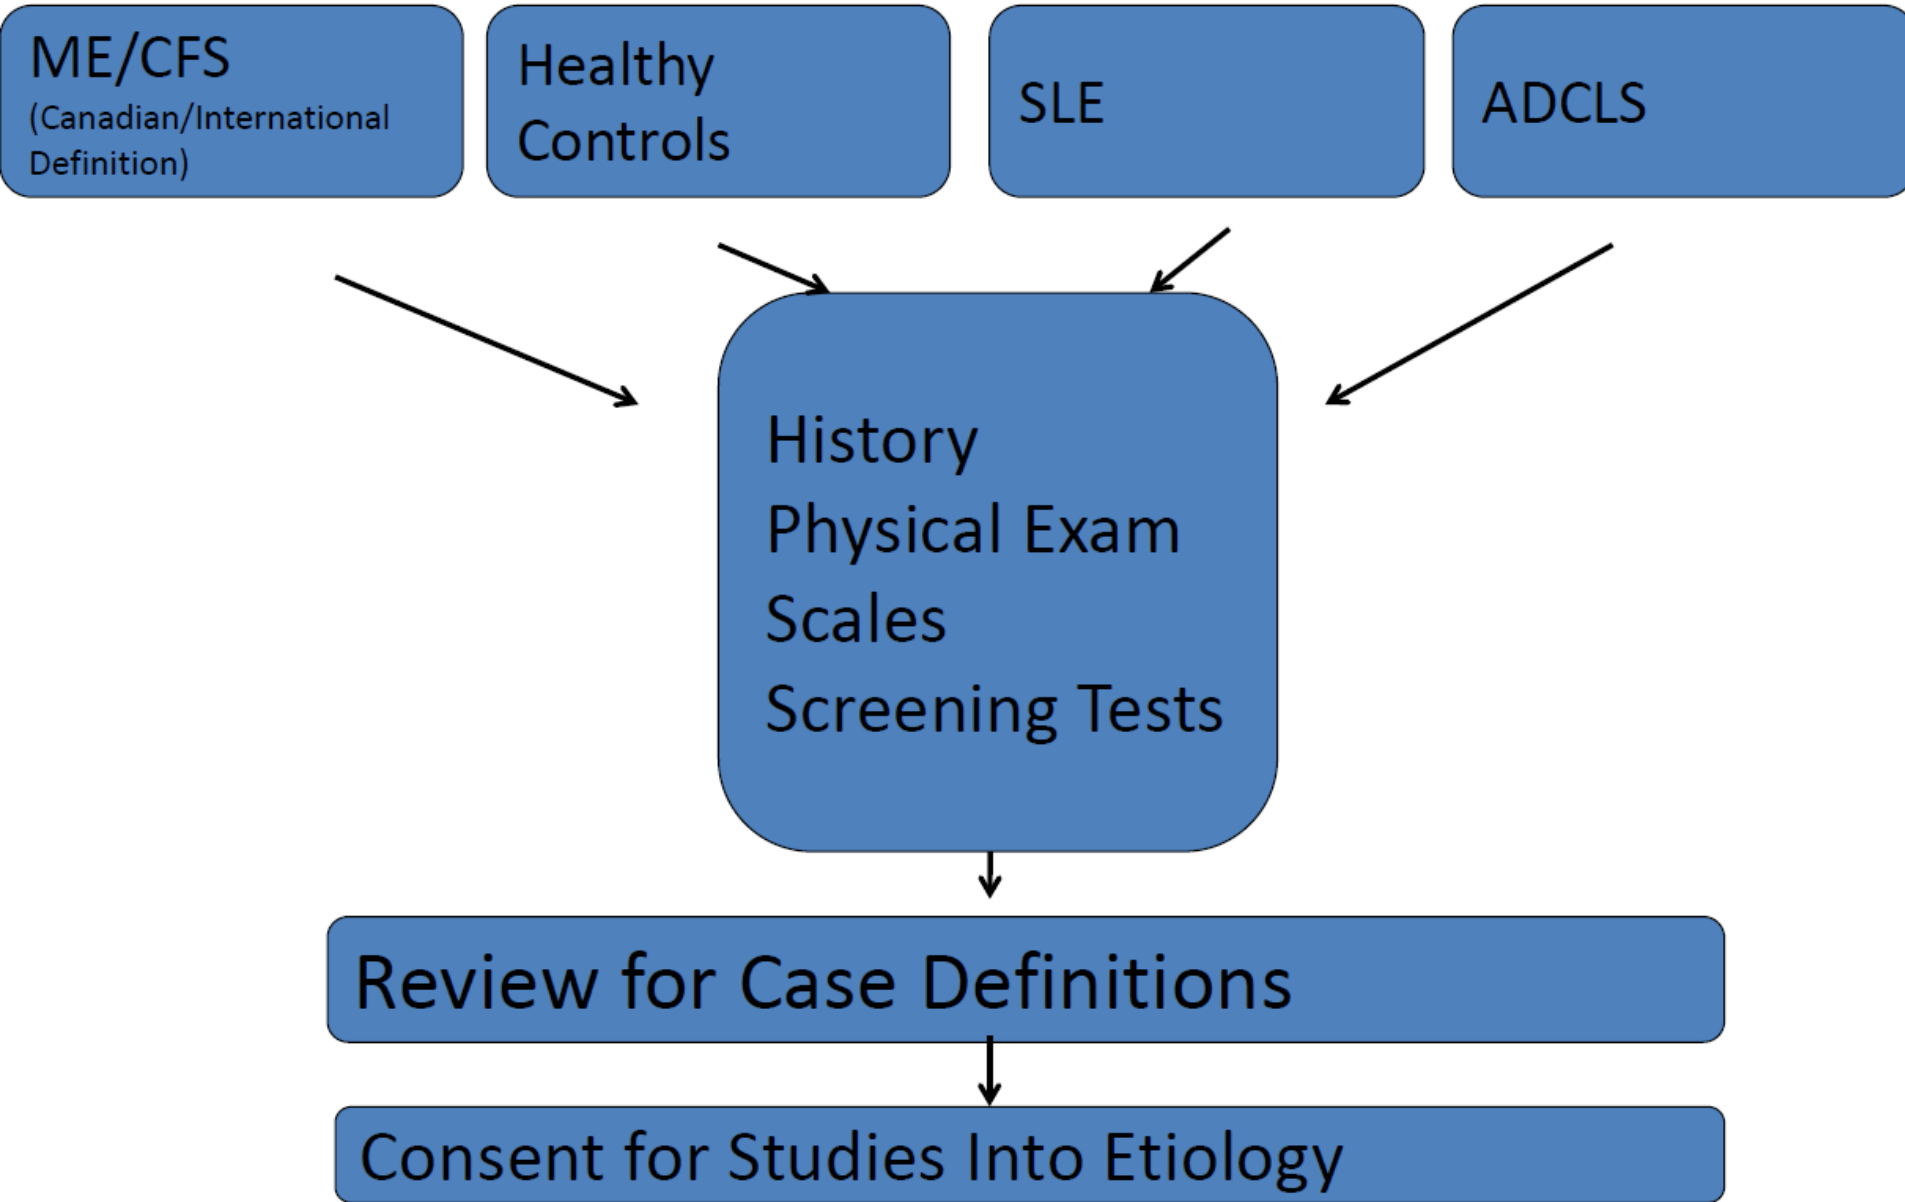 ME/CFS
(Canadian/International
Definition)
Healthy
Controls
SLE
ADCLS
History
Physical Exam
Scales
Screening Tests
Review for Case Definitions
Consent for Studies Into Etiology